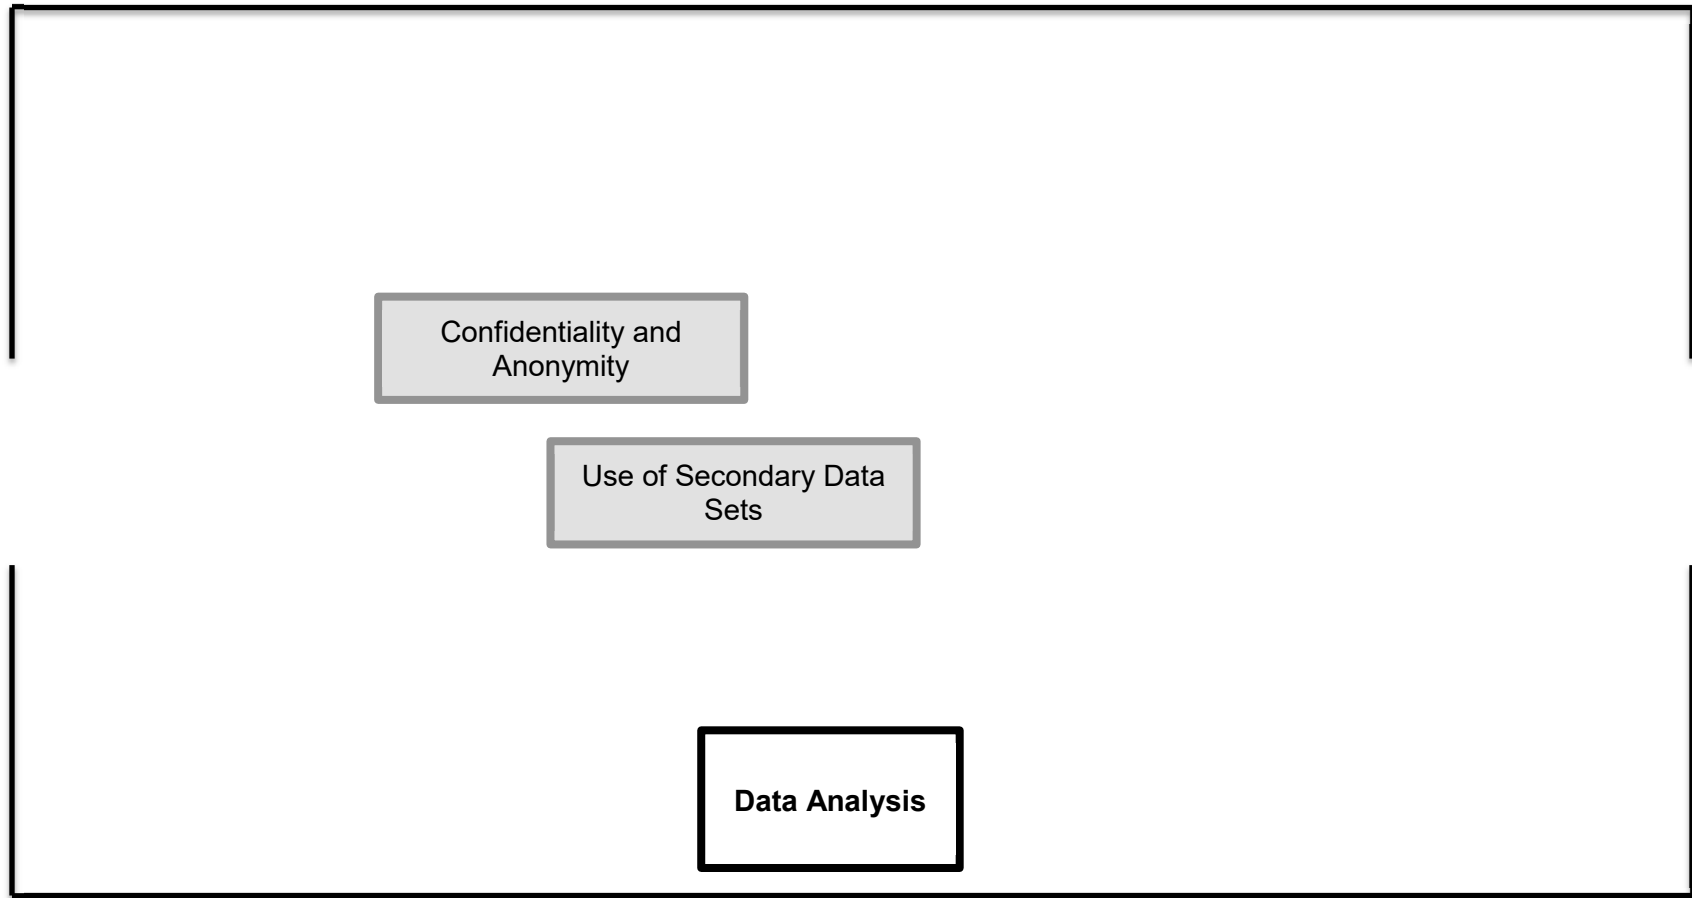 Confidentiality and
Anonymity
Use of Secondary Data
Sets
Data Analysis